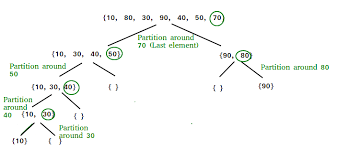 {10, 80, 30, 90, 40, 50, 70}
Partition around
70 (Last element)
{10, 30, 40, 50}
{90, 80}
Partition around
50
Partition around 80
{10, 30, 40}
{ }
{ }
{90}
Partition
around
40
{10, 30}
{ }
Partition
around 30
{10}
{ }